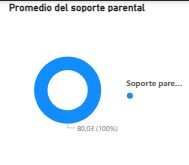 Promedio del soporte parental
Soporte pare...
80,03 (100%)